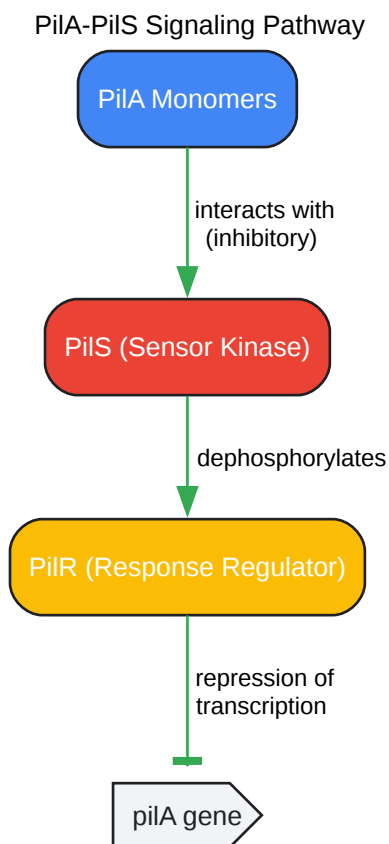 PilA-PilS Signaling Pathway
PilA Monomers
interacts with
(inhibitory)
PilS (Sensor Kinase)
dephosphorylates
PilR (Response Regulator)
repression of
transcription
pilA gene